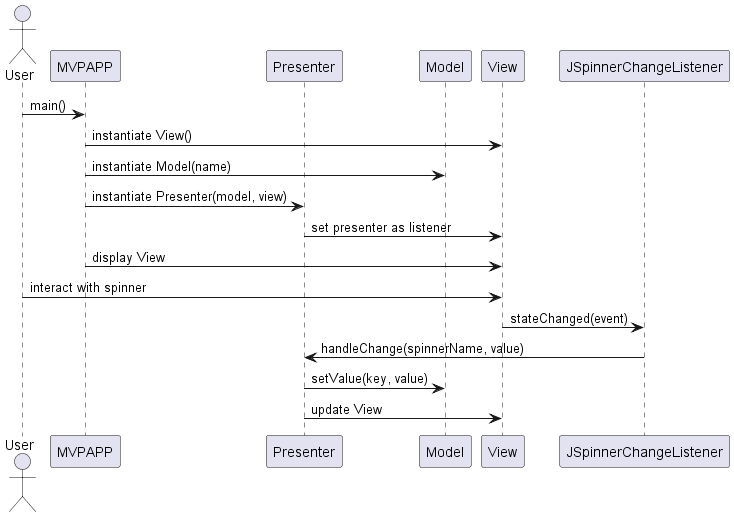 User
MVPAPP
Presenter
Model
View
JSpinnerChangeListener
main()
instantiate View()
instantiate Model(name)
instantiate Presenter(model, view)
set presenter as listener
display View
interact with spinner
stateChanged(event)
handleChange(spinnerName, value)
setValue(key, value)
update View
User
MVPAPP
Presenter
Model
View
JSpinnerChangeListener